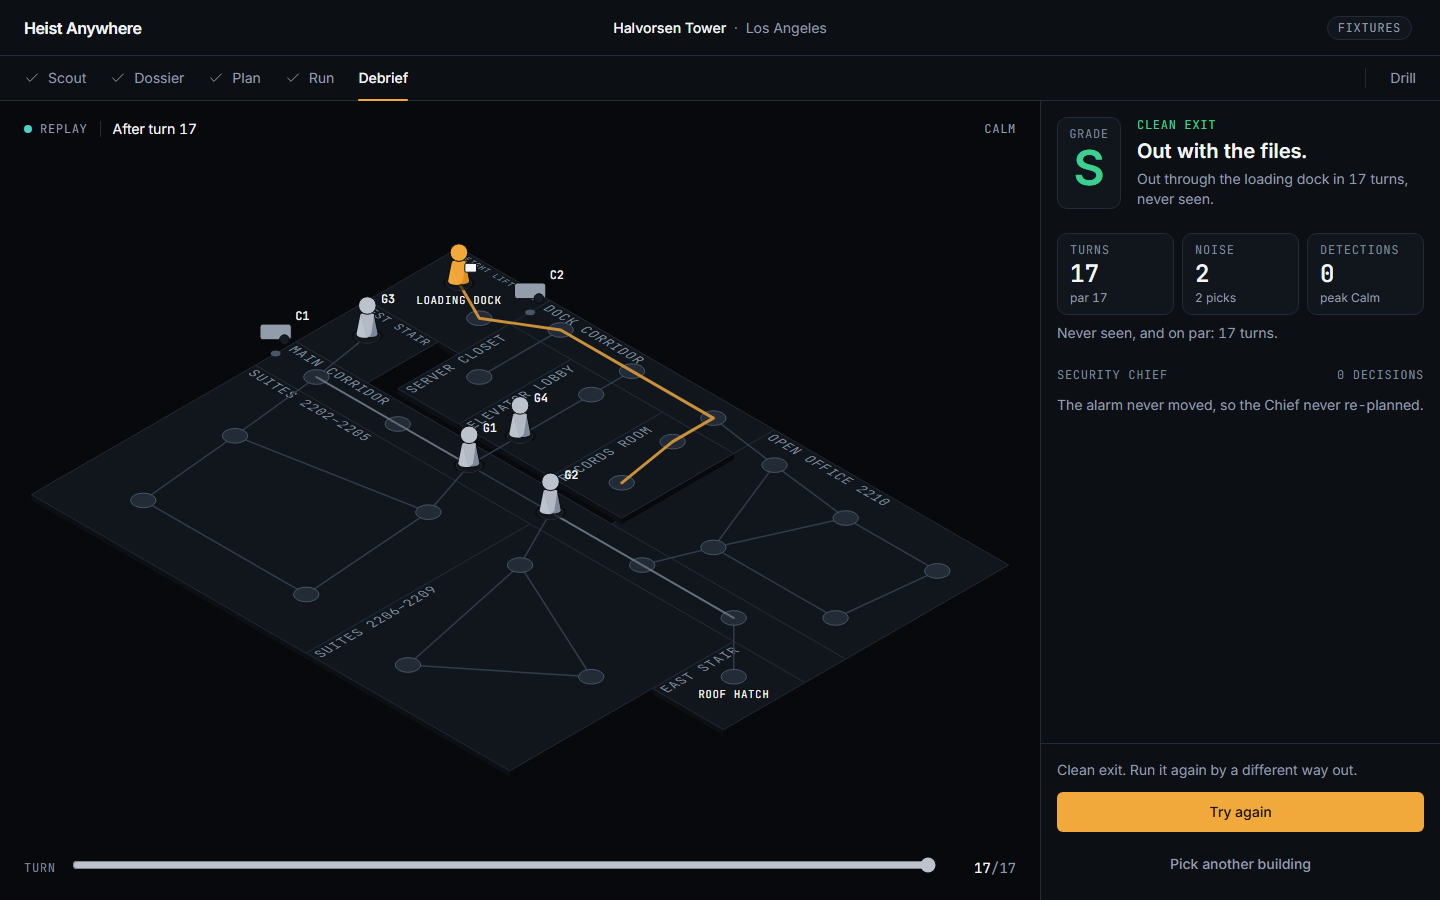 Heist Anywhere
Halvorsen Tower · Los Angeles
FIXTURES
Scout
Dossier
Plan
Run
Debrief
Drill
REPLAY
After turn 17
CALM
C2
G3
LOADING DOCK
C1
DOCK CORRIDOR
MAIN CORRIDOR
SERVER CLOSET
SUITES 2202-2205
ELEVATOR LOBBY
G4
G1
G2
OPEN OFFICE 2210
SUITES 2206-2209
EAST STAIR
ROOF HATCH
TURN
17/17
GRADE
S
CLEAN EXIT
Out with the files.
Out through the loading dock in 17 turns,
never seen.
TURNS
17
par 17
NOISE
2
2 picks
DETECTIONS
0
peak Calm
Never seen, and on par: 17 turns.
SECURITY CHIEF
0 DECISIONS
The alarm never moved, so the Chief never re-planned.
Clean exit. Run it again by a different way out.
Try again
Pick another building